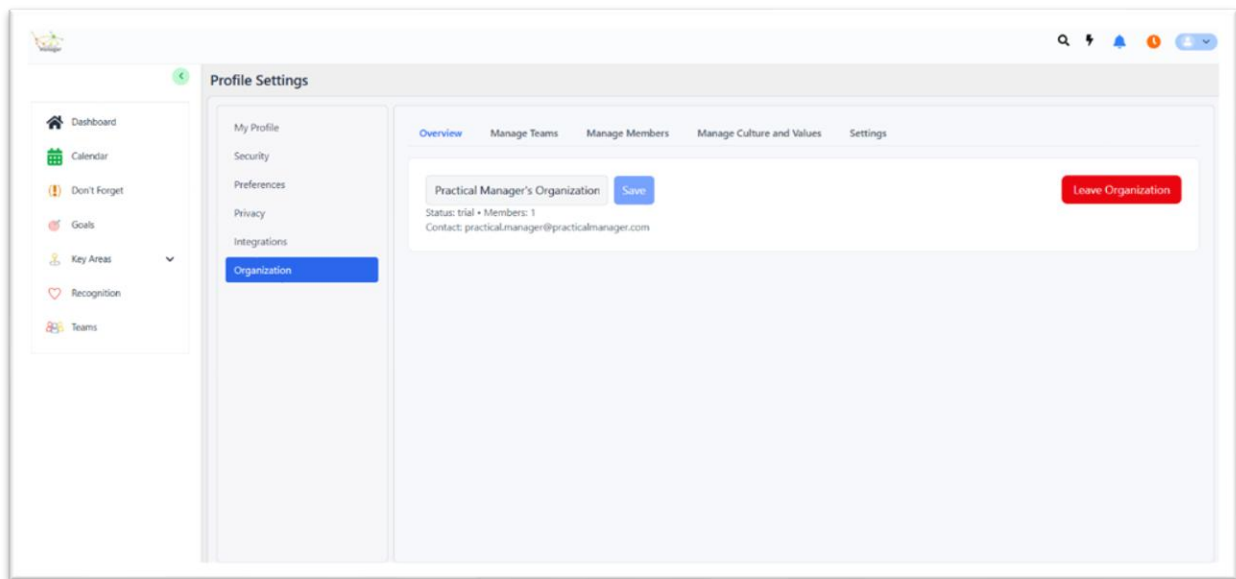 Manager
Profile Settings
Dashboard
Calendar
Don't Forget
Goals
Key Areas
Recognition
Teams
My Profile
Security
Preferences
Privacy
Integrations
Organization
Overview Manage Teams Manage Members Manage Culture and Values Settings
Practical Manager's Organization Save Leave Organization
Status: trial • Members: 1
Contact: practical.manager@practicalmanager.com